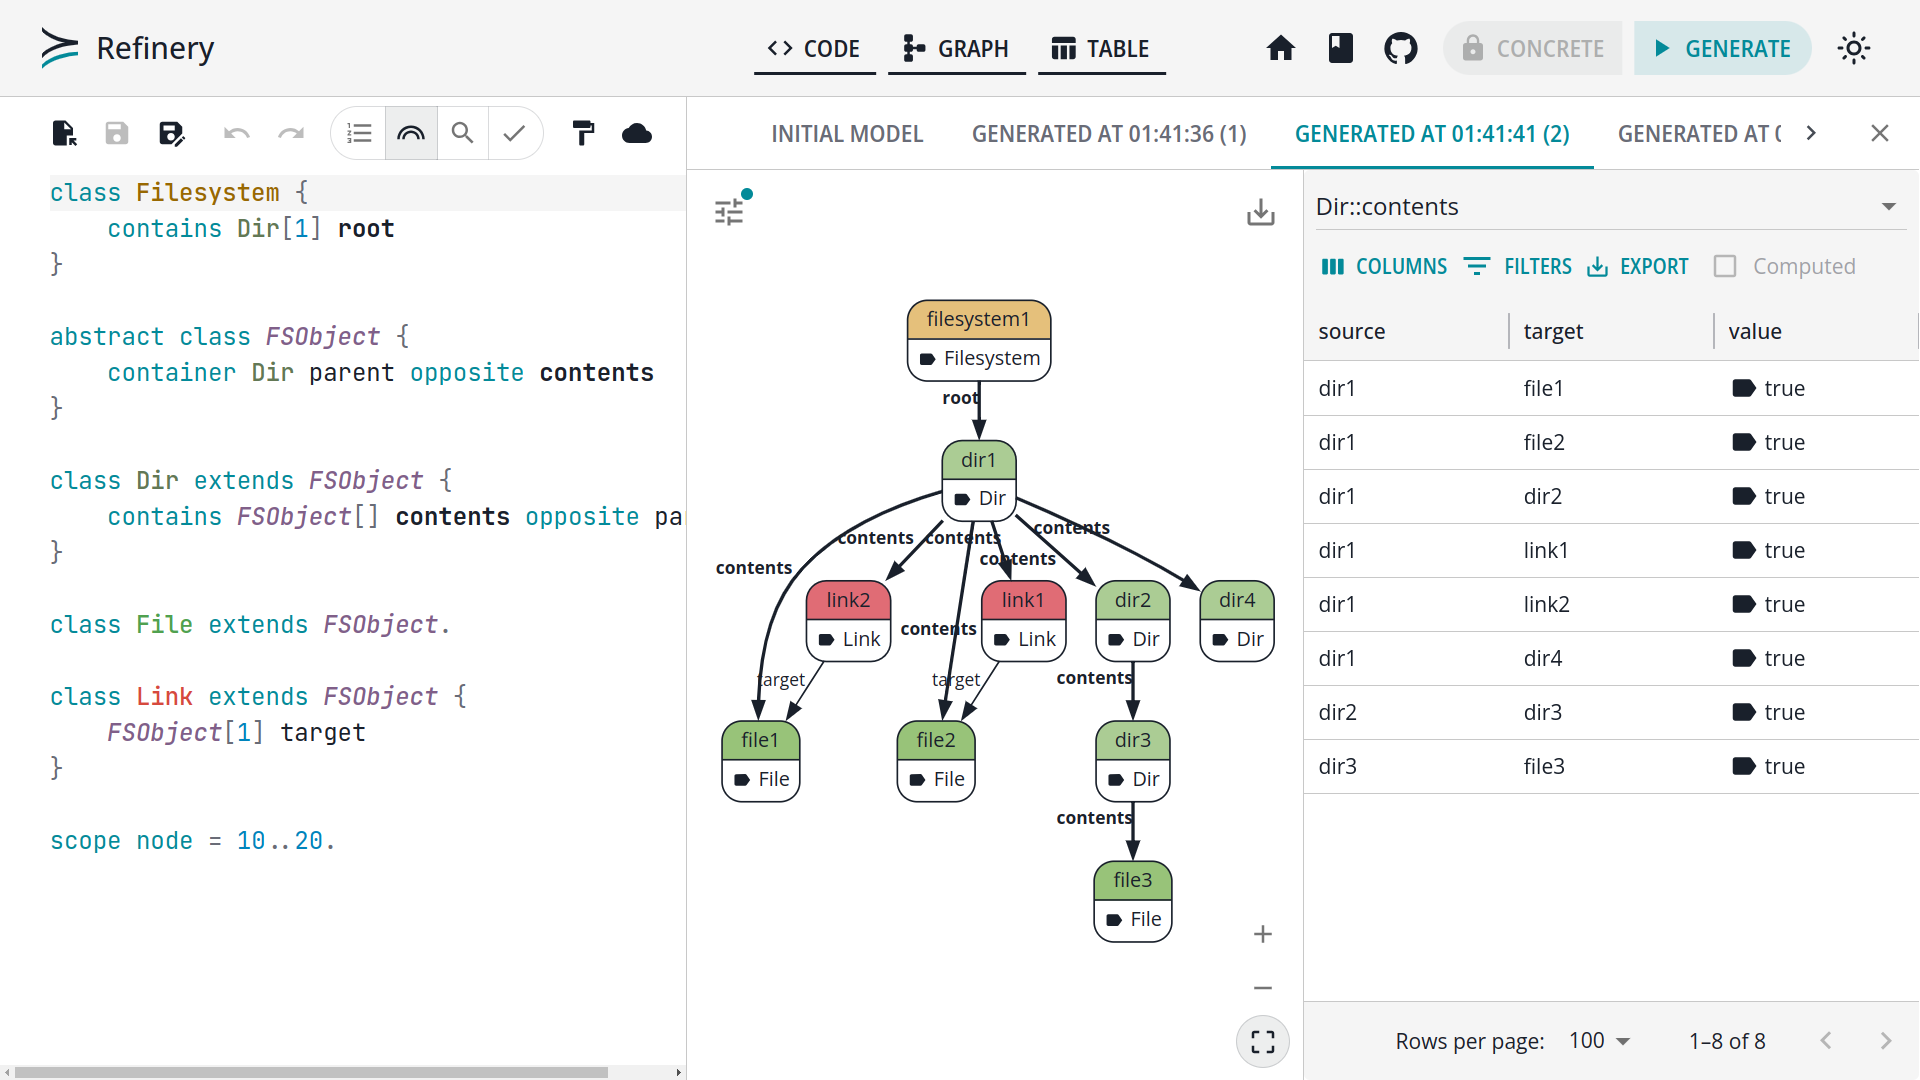 Refinery
CODE
GRAPH
TABLE
CONCRETE
GENERATE
class Filesystem {
contains Dir[1] root
}
abstract class FSObject {
container Dir parent opposite contents
}
class Dir extends FSObject {
contains FSObject[] contents opposite pa
}
class File extends FSObject.
class Link extends FSObject {
FSObject[1] target
}
scope node = 10..20.
INITIAL MODEL
GENERATED AT 01:41:36 (1)
GENERATED AT 01:41:41 (2)
GENERATED AT 0
filesystem1
Filesystem
root
dir1
Dir
contents
contents
contents
contents
contents
contents
link2
Link
link1
Link
dir2
Dir
dir4
Dir
target
target
contents
file1
File
file2
File
dir3
Dir
contents
file3
File
Dir::contents
COLUMNS
FILTERS
EXPORT
Computed
source target value
dir1 file1 true
dir1 file2 true
dir1 dir2 true
dir1 link1 true
dir1 link2 true
dir1 dir4 true
dir2 dir3 true
dir3 file3 true
Rows per page: 100 1–8 of 8